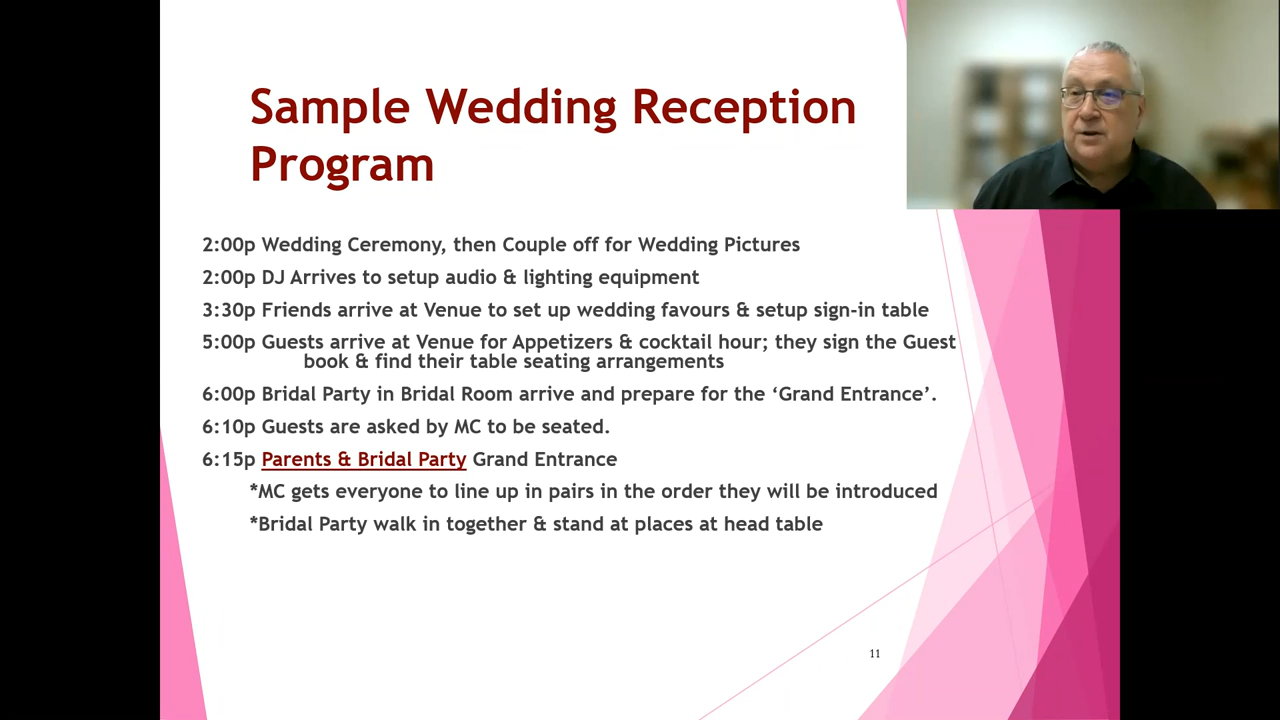 Sample Wedding Reception
Program
2:00p Wedding Ceremony, then Couple off for Wedding Pictures
2:00p DJ Arrives to setup audio & lighting equipment
3:30p Friends arrive at Venue to set up wedding favours & setup sign-in table
5:00p Guests arrive at Venue for Appetizers & cocktail hour; they sign the Guest
book & find their table seating arrangements
6:00p Bridal Party in Bridal Room arrive and prepare for the ‘Grand Entrance’.
6:10p Guests are asked by MC to be seated.
6:15p Parents & Bridal Party Grand Entrance
*MC gets everyone to line up in pairs in the order they will be introduced
*Bridal Party walk in together & stand at places at head table
11